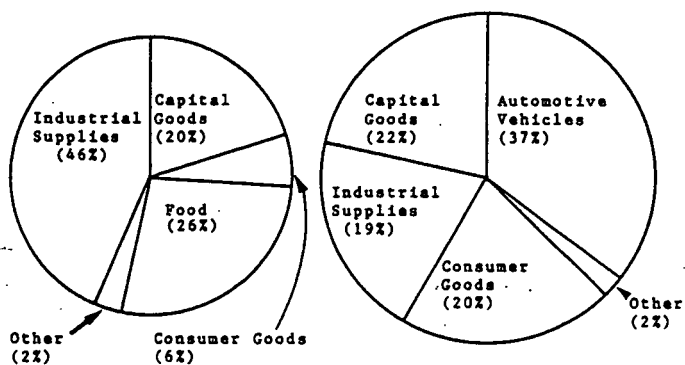 Industrial
Supplies
(46%)
Capital
Goods
(20%)
Food
(26%)
Other
(2%)
Consumer Goods
(6%)
Capital
Goods
(22%)
Automotive
Vehicles
(37%)
Industrial
Supplies
(19%)
Consumer
Goods
(20%)
Other
(2%)